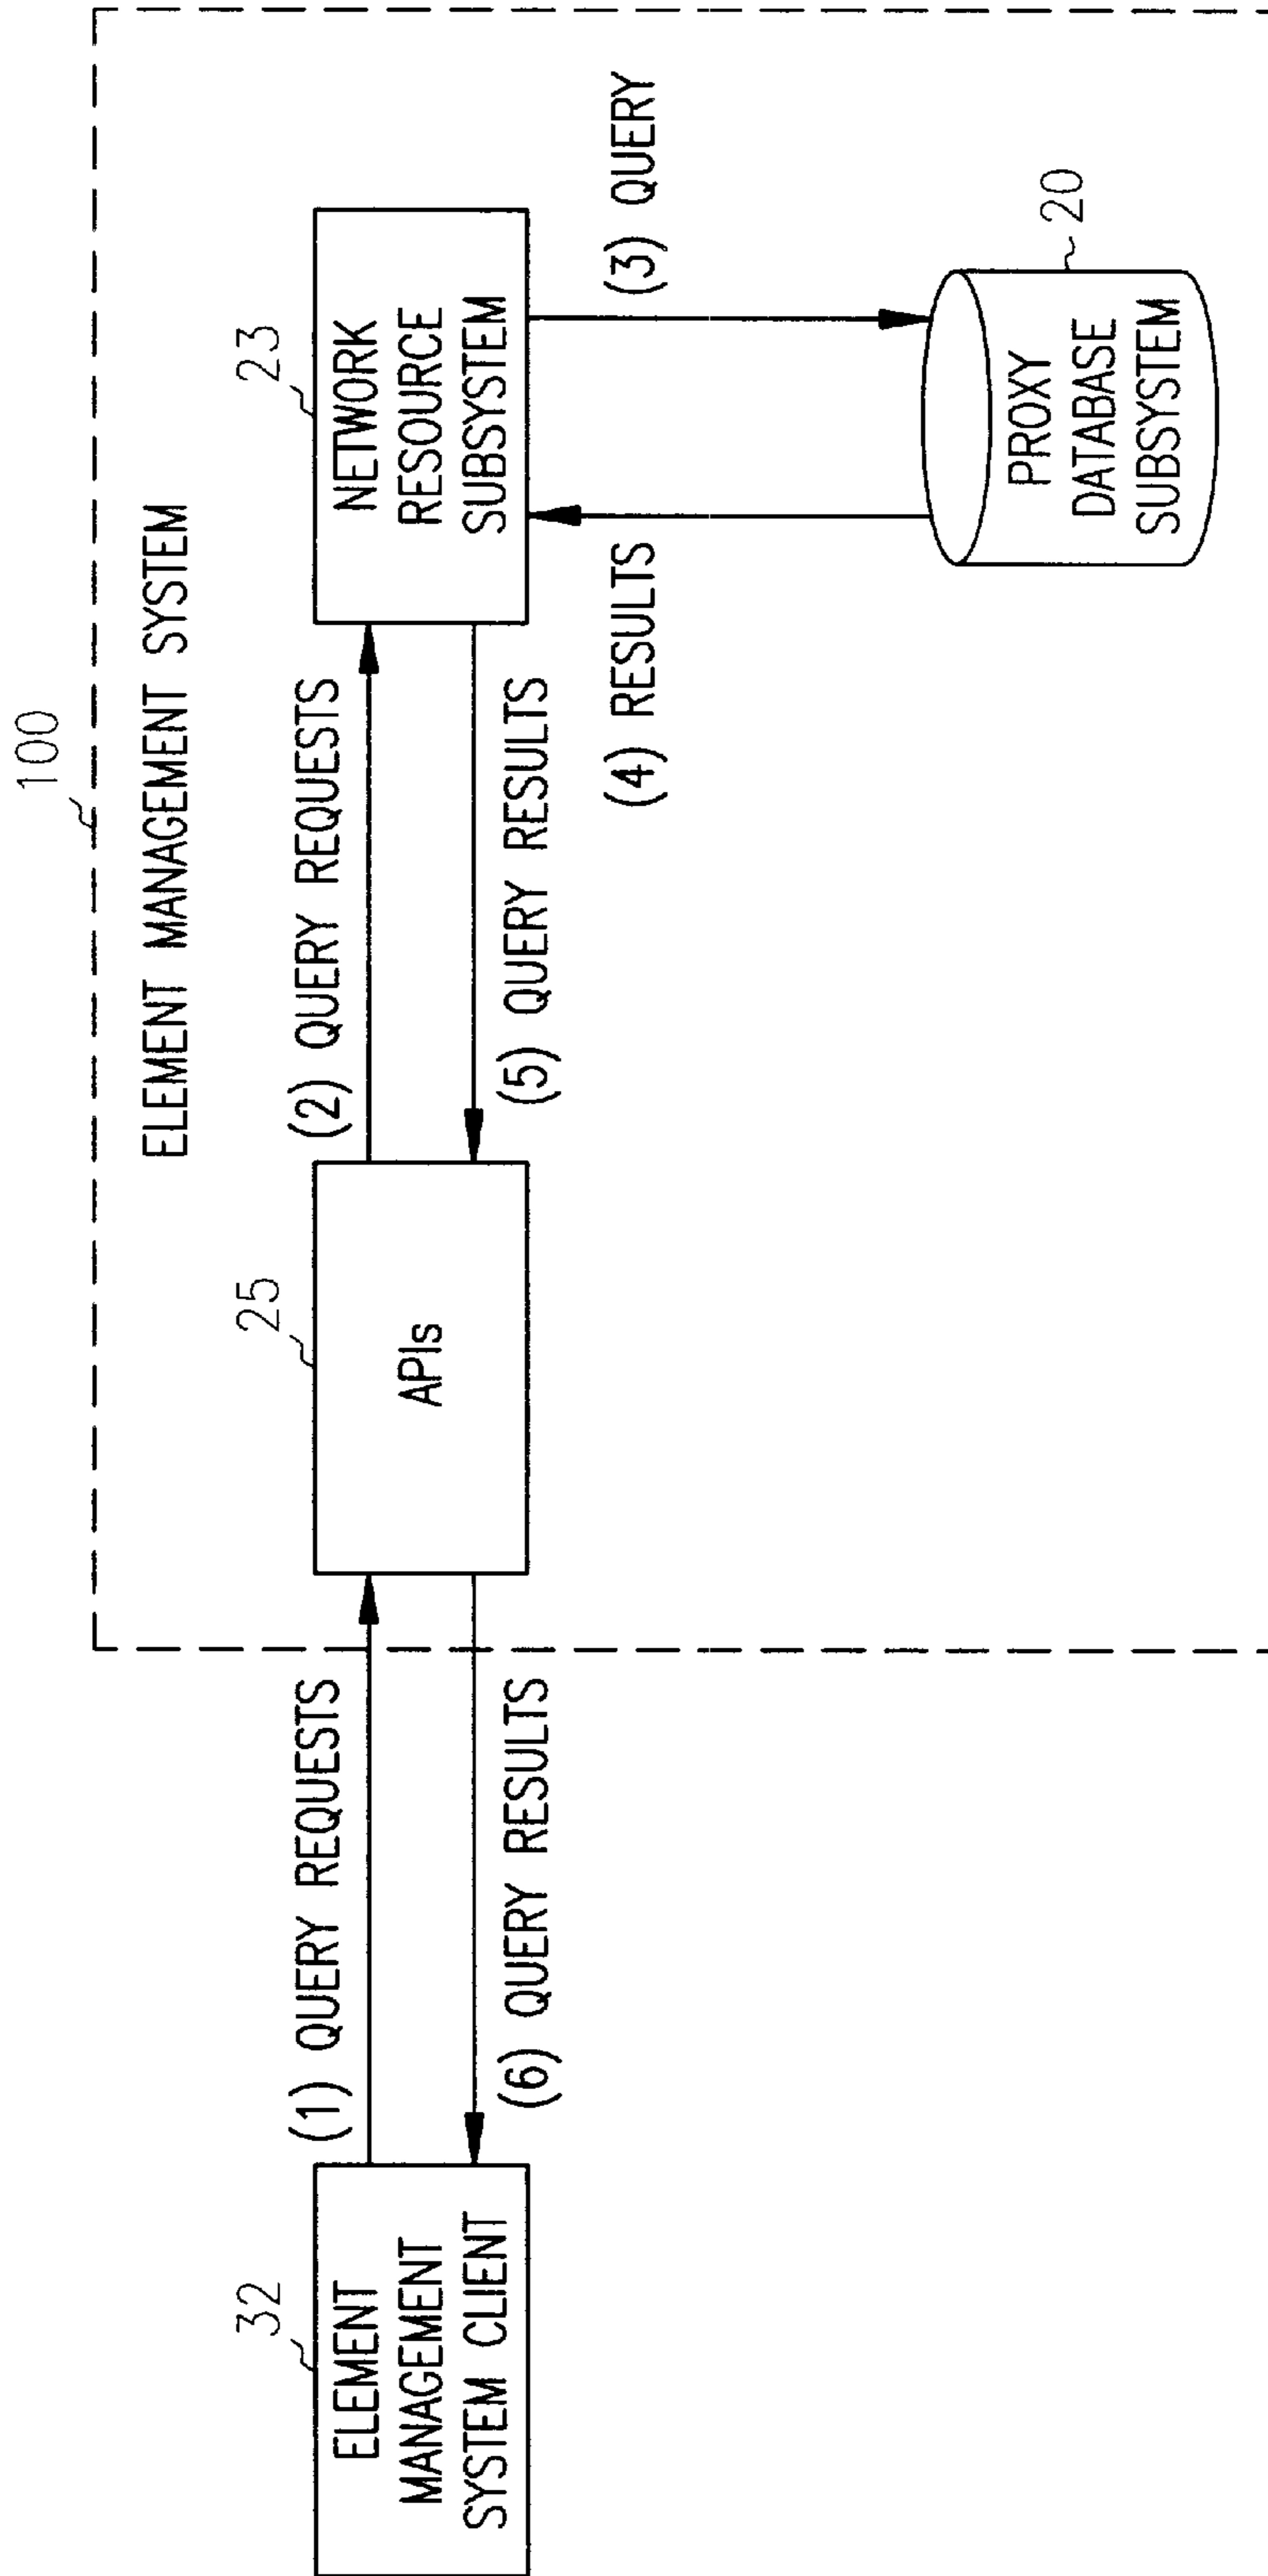 100
ELEMENT MANAGEMENT SYSTEM
32
ELEMENT
MANAGEMENT
SYSTEM CLIENT
(1) QUERY REQUESTS
(6) QUERY RESULTS
25
APIs
(2) QUERY REQUESTS
(5) QUERY RESULTS
23
NETWORK
RESOURCE
SUBSYSTEM
(3) QUERY
(4) RESULTS
20
PROXY
DATABASE
SUBSYSTEM